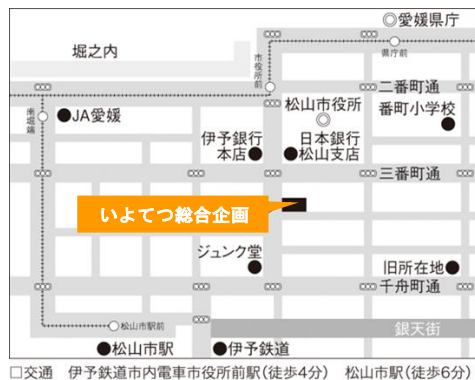 ◎愛媛県庁
堀之内
市役所前
県庁前
二番町通
南堀端
●JA愛媛
松山市役所
◎
番町小学校
●
伊予銀行
本店●
日本銀行
●松山支店
三番町通
いよてつ総合企画
ジュンク堂
●
旧所在地●
千舟町通
松山市駅前
銀天街
●松山市駅
●伊予鉄道
□交通 伊予鉄道市内電車市役所前駅(徒歩4分) 松山市駅(徒歩6分)